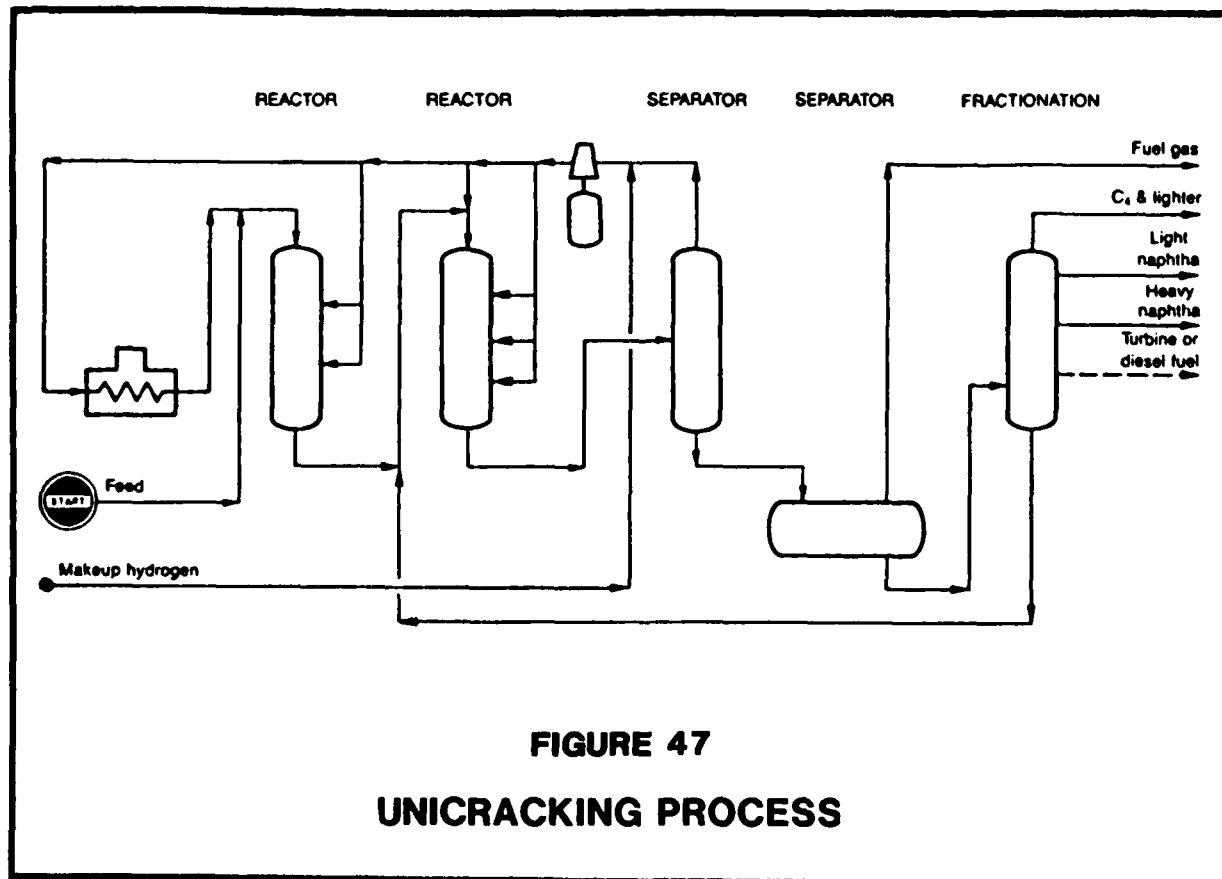 REACTOR
REACTOR
SEPARATOR
SEPARATOR
FRACTIONATION
Fuel gas
C₄ & lighter
Light
naphtha
Heavy
naphtha
Turbine or
diesel fuel
START
Feed
Makeup hydrogen
FIGURE 47
UNICRACKING PROCESS